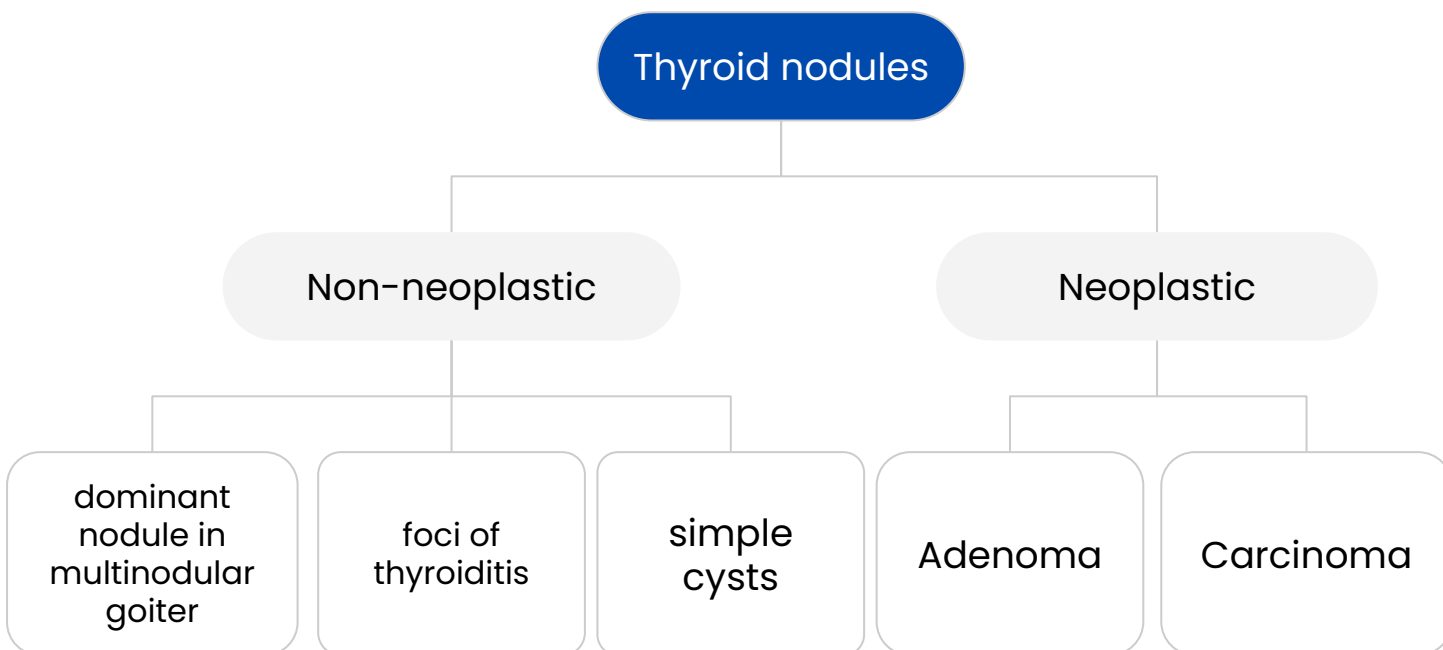 Thyroid nodules
Non-neoplastic
Neoplastic
dominant
nodule in
multinodular
goiter
foci of
thyroiditis
simple
cysts
Adenoma
Carcinoma